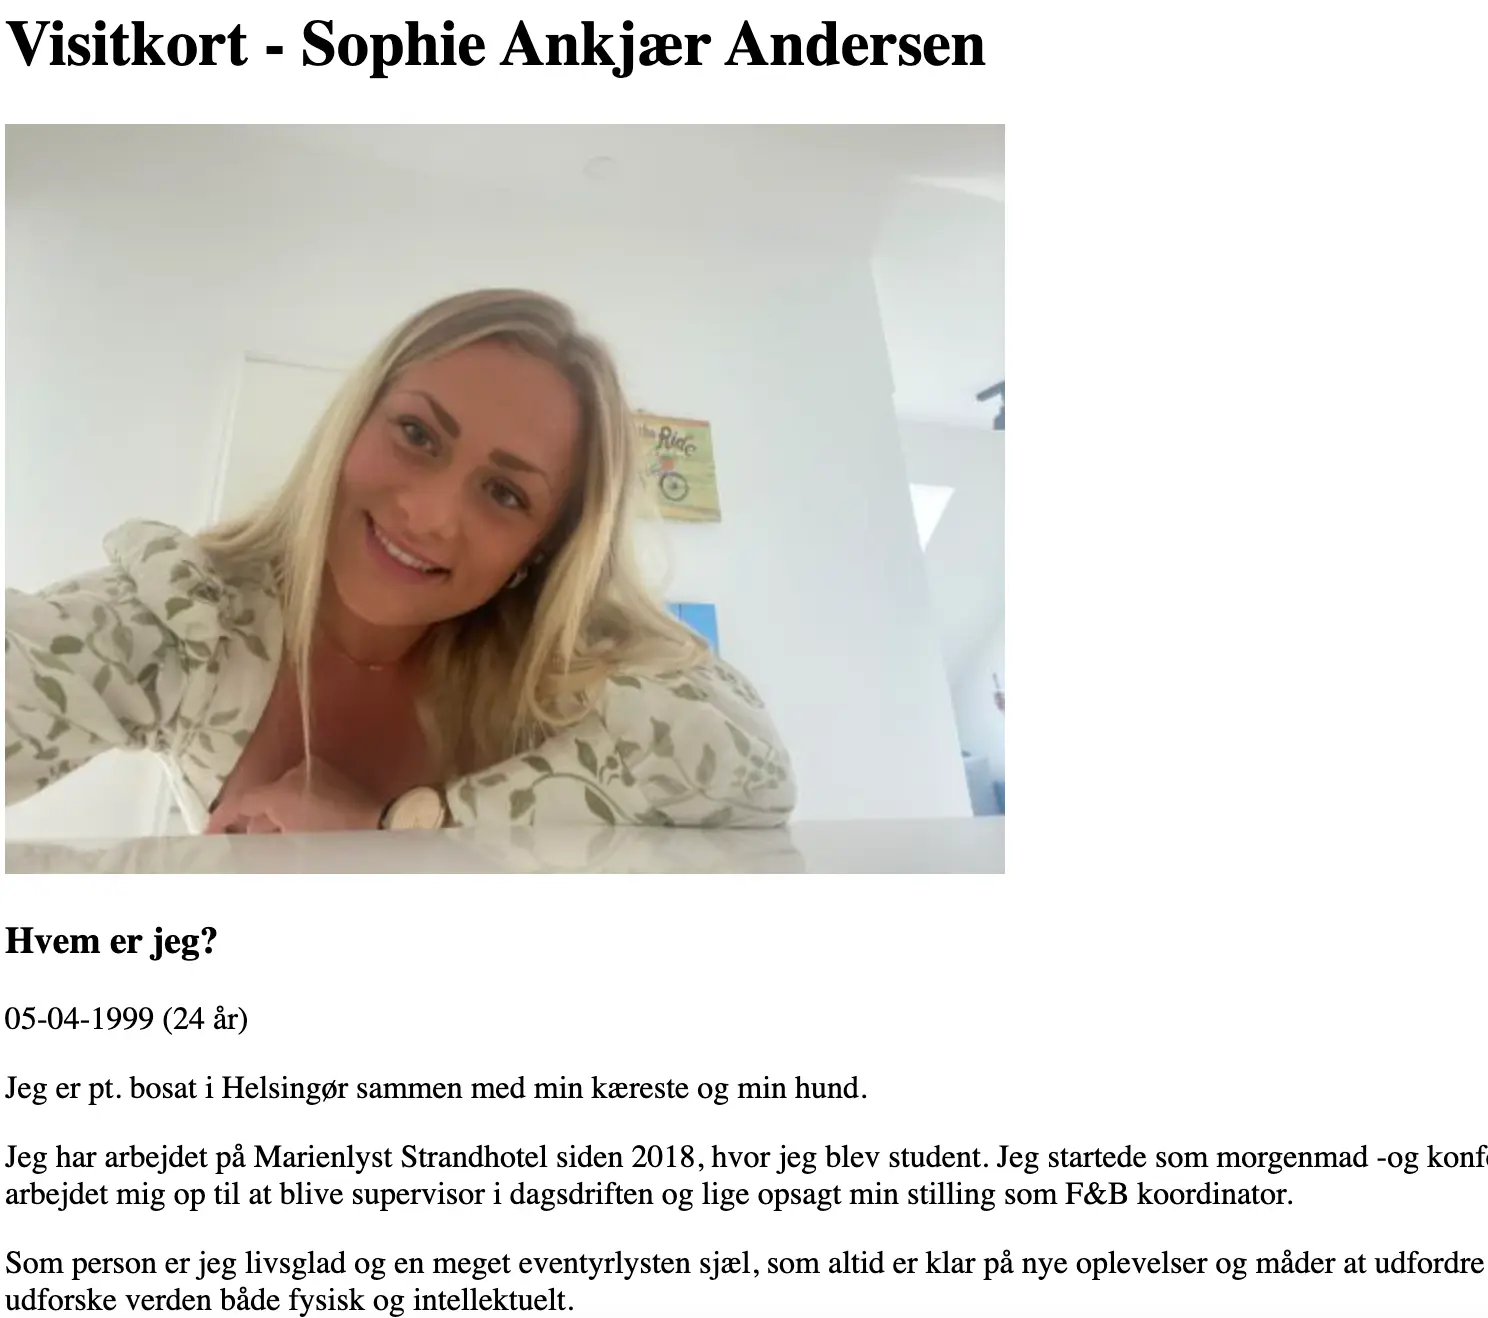 Visitkort - Sophie Ankjær Andersen
the Ride
Hvem er jeg?
05-04-1999 (24 år)
Jeg er pt. bosat i Helsingør sammen med min kæreste og min hund.
Jeg har arbejdet på Marienlyst Strandhotel siden 2018, hvor jeg blev student. Jeg startede som morgenmad -og
arbejdet mig op til at blive supervisor i dagsdriften og lige opsagt min stilling som F&B koordinator.
Som person er jeg livsglad og en meget eventyrlysten sjæl, som altid er klar på nye oplevelser og måder at udfordre
udforske verden både fysisk og intellektuelt.